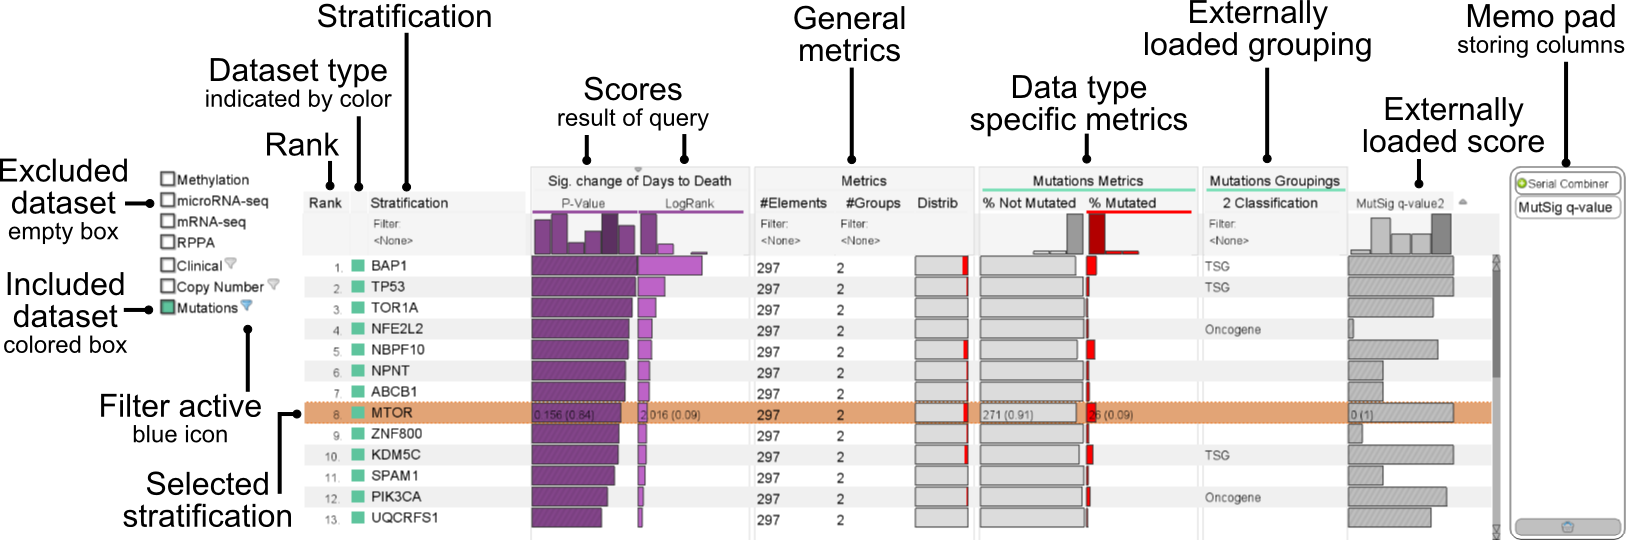 Stratification
General
metrics
Externally
loaded grouping
Memo pad
storing columns
Dataset type
indicated by color
Scores
result of query
Data type
specific metrics
Externally
loaded score
Rank
Excluded
dataset
empty box
Included
dataset
colored box
Filter active
blue icon
Selected
stratification
Methylation
microRNA-seq
mRNA-seq
RPPA
Clinical
Copy Number
Mutations
Sig. change of Days to Death
Metrics
Mutations Metrics
Mutations Groupings
Serial Combiner
MutSig q-value
Rank Stratification P-Value LogRank #Elements #Groups Distrib % Not Mutated % Mutated 2 Classification MutSig q-value2
Filter: Filter: Filter: Filter:
<None> <None> <None> <None>
1. BAP1 297 2 TSG
2. TP53 297 2 TSG
3. TOR1A 297 2
4. NFE2L2 297 2 Oncogene
5. NBPF10 297 2
6. NPNT 297 2
7. ABCB1 297 2
8. MTOR 0.156 (0.84) 2.016 (0.09) 297 2 271 (0.91) 26 (0.09) 0 (1)
9. ZNF800 297 2
10. KDM5C 297 2 TSG
11. SPAM1 297 2
12. PIK3CA 297 2 Oncogene
13. UQCRFS1 297 2